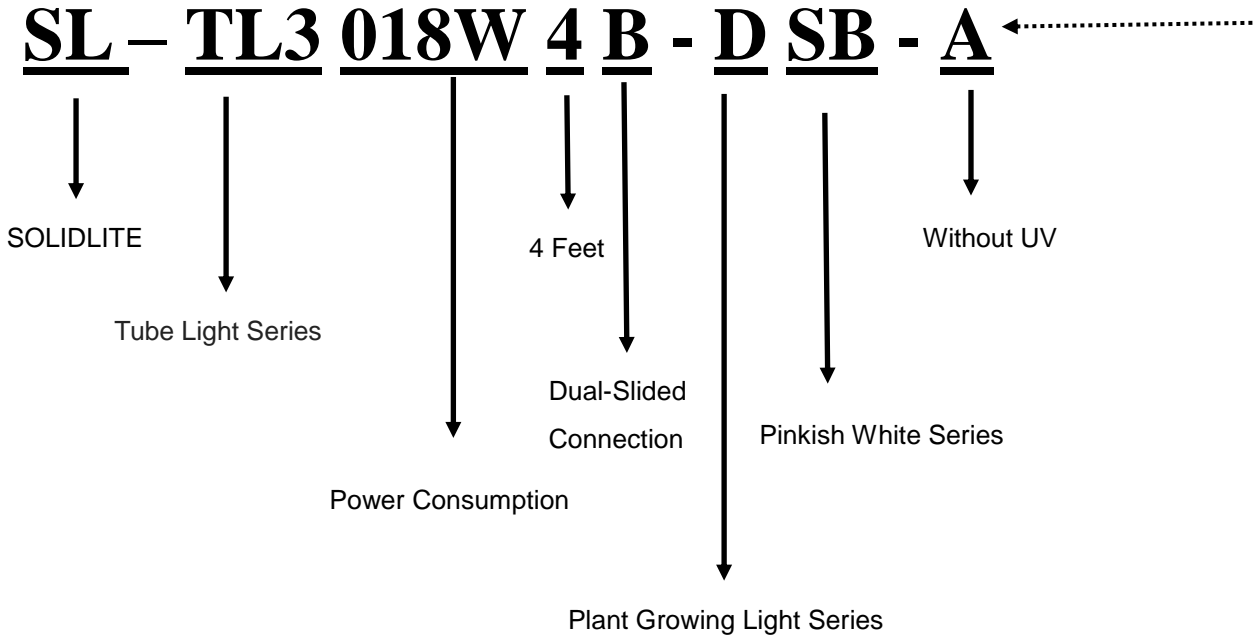 SL – TL3 018W 4 B - D SB - A
SOLIDLITE
4 Feet
Without UV
Tube Light Series
Dual-Slided
Connection
Pinkish White Series
Power Consumption
Plant Growing Light Series